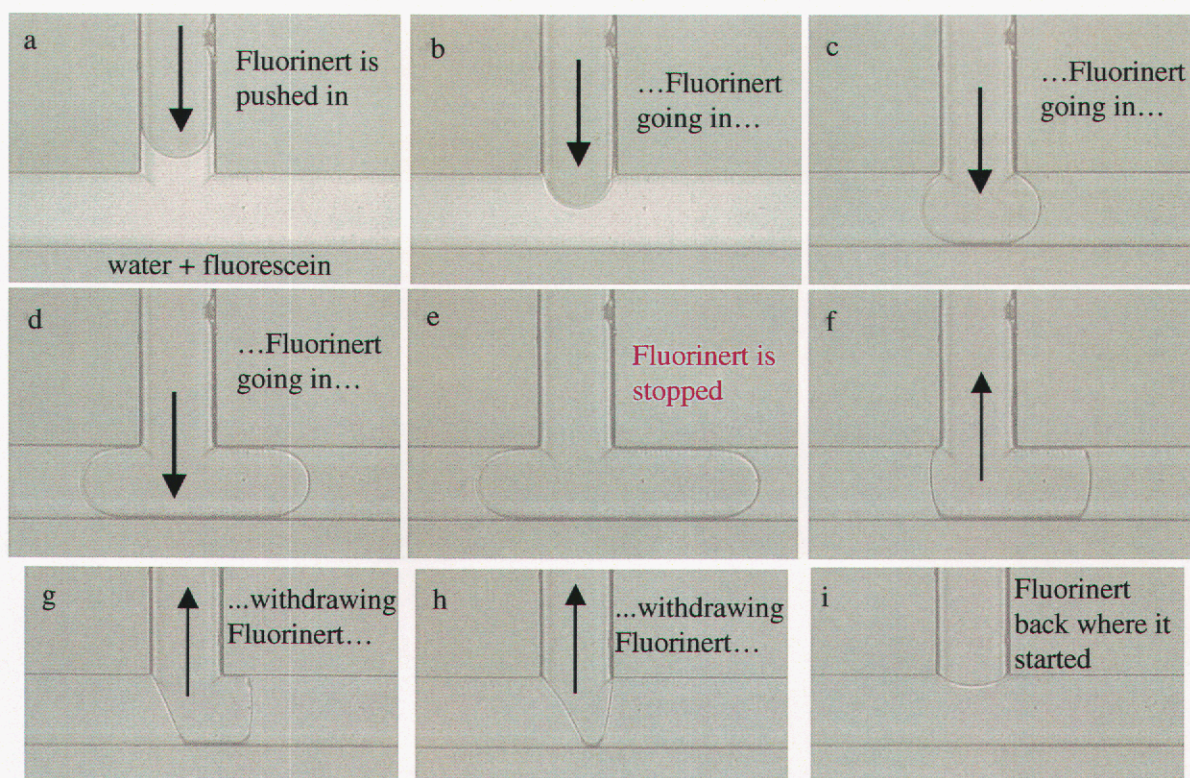 a
Fluorinert is
pushed in
water + fluorescein
b
…Fluorinert
going in…
c
…Fluorinert
going in…
d
…Fluorinert
going in…
e
Fluorinert is
stopped
f
g
...withdrawing
Fluorinert…
h
...withdrawing
Fluorinert…
i
Fluorinert
back where it
started